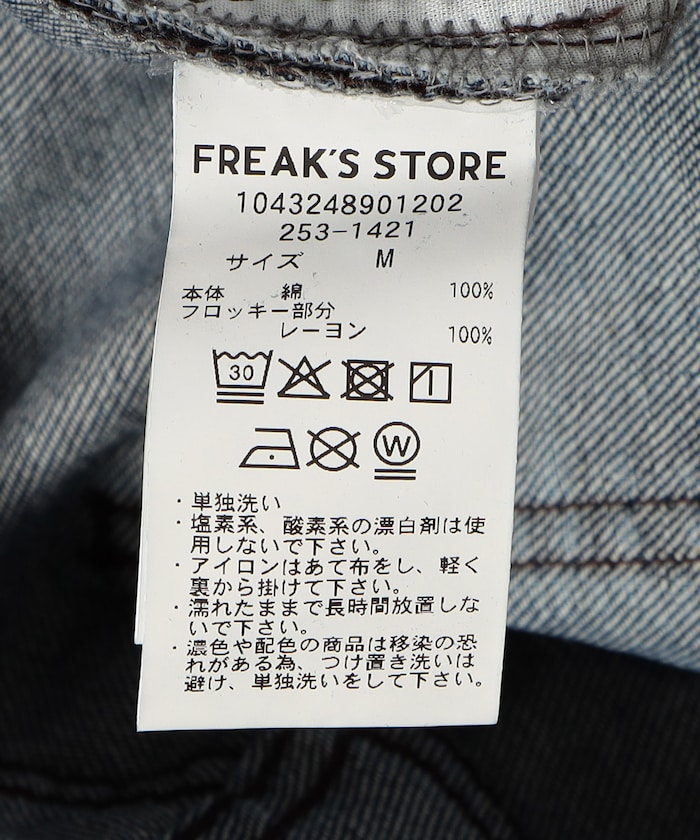 FREAK'S STORE
1043248901202
253-1421
サイズ M
本体 綿 100%
フロッキー部分
レーヨン 100%
30
W
・単独洗い
・塩素系、酸素系の漂白剤は使
用しないで下さい。
・アイロンはあて布をし、軽く
裏から掛けて下さい。
・濡れたままで長時間放置しな
いで下さい。
・濃色や配色の商品は移染の恐
れがある為、つけ置き洗いは
避け、単独洗いをして下さい。